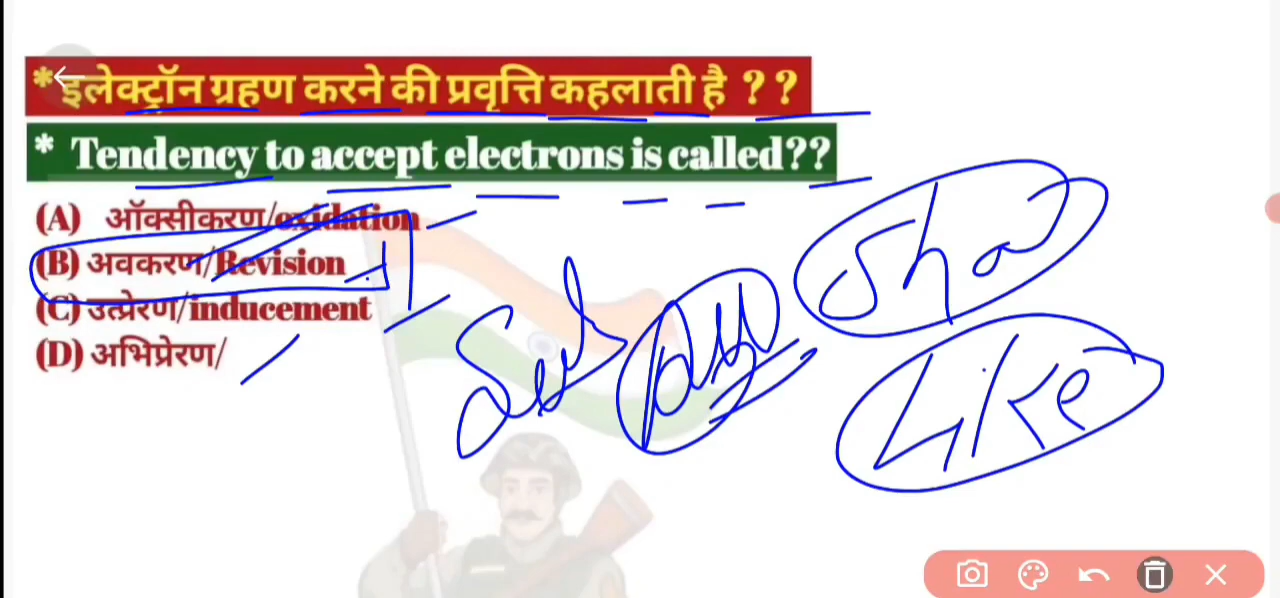 * इलेक्ट्रॉन ग्रहण करने की प्रवृत्ति कहलाती है ??
* Tendency to accept electrons is called??
(A) ऑक्सीकरण/oxidation
(B) अवकरण/Revision
(C) उत्प्रेरण/inducement
(D) अभिप्रेरण/
Sha
Like